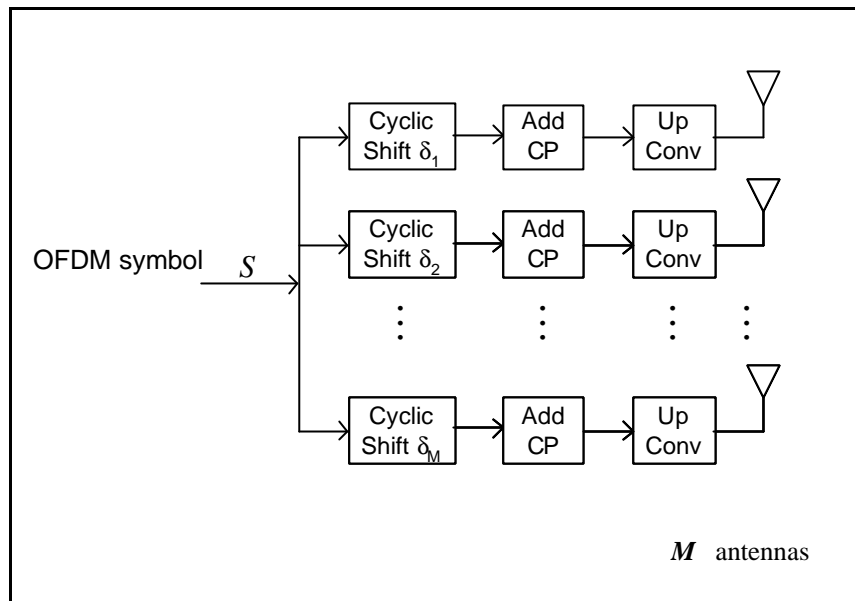 Cyclic
Shift δ1
Add
CP
Up
Conv
Cyclic
Shift δ2
Add
CP
Up
Conv
OFDM symbol
S
Cyclic
Shift δM
Add
CP
Up
Conv
M antennas